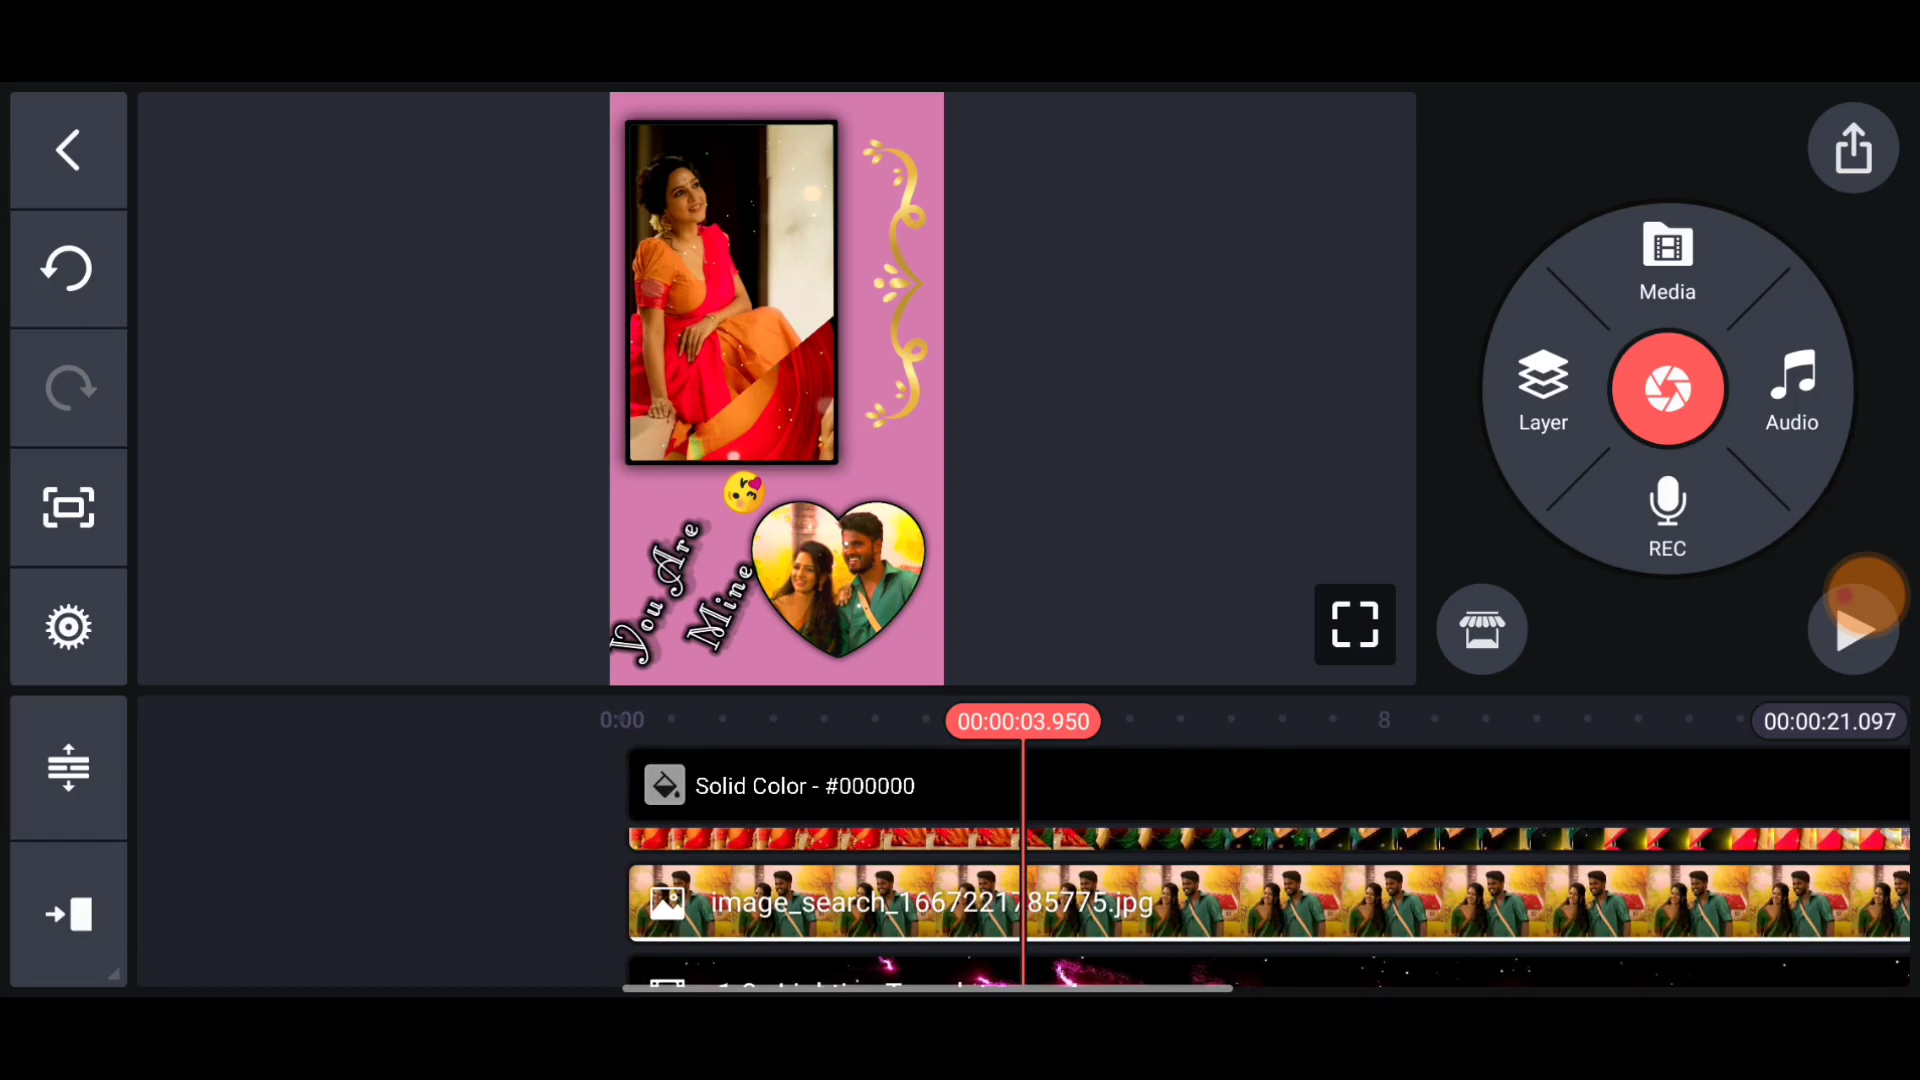 Media
Layer
Audio
REC
You Are
Mine
0:00
00:00:03.950
8
00:00:21.097
Solid Color - #000000
image_search_1667221785775.jpg